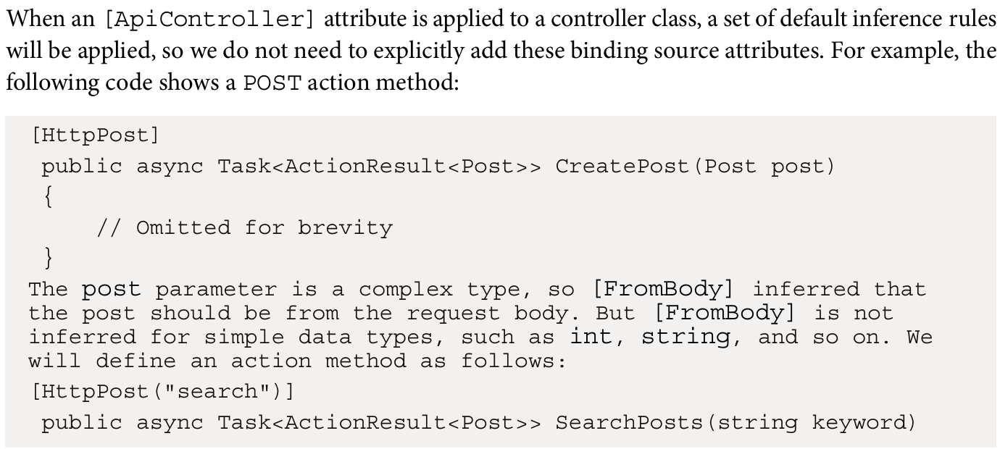 When an [ApiController] attribute is applied to a controller class, a set of default inference rules
will be applied, so we do not need to explicitly add these binding source attributes. For example, the
following code shows a POST action method:
[HttpPost]
public async Task<ActionResult<Post>> CreatePost(Post post)
{
// Omitted for brevity
}
The post parameter is a complex type, so [FromBody] inferred that
the post should be from the request body. But [FromBody] is not
inferred for simple data types, such as int, string, and so on. We
will define an action method as follows:
[HttpPost("search")]
public async Task<ActionResult<Post>> SearchPosts(string keyword)